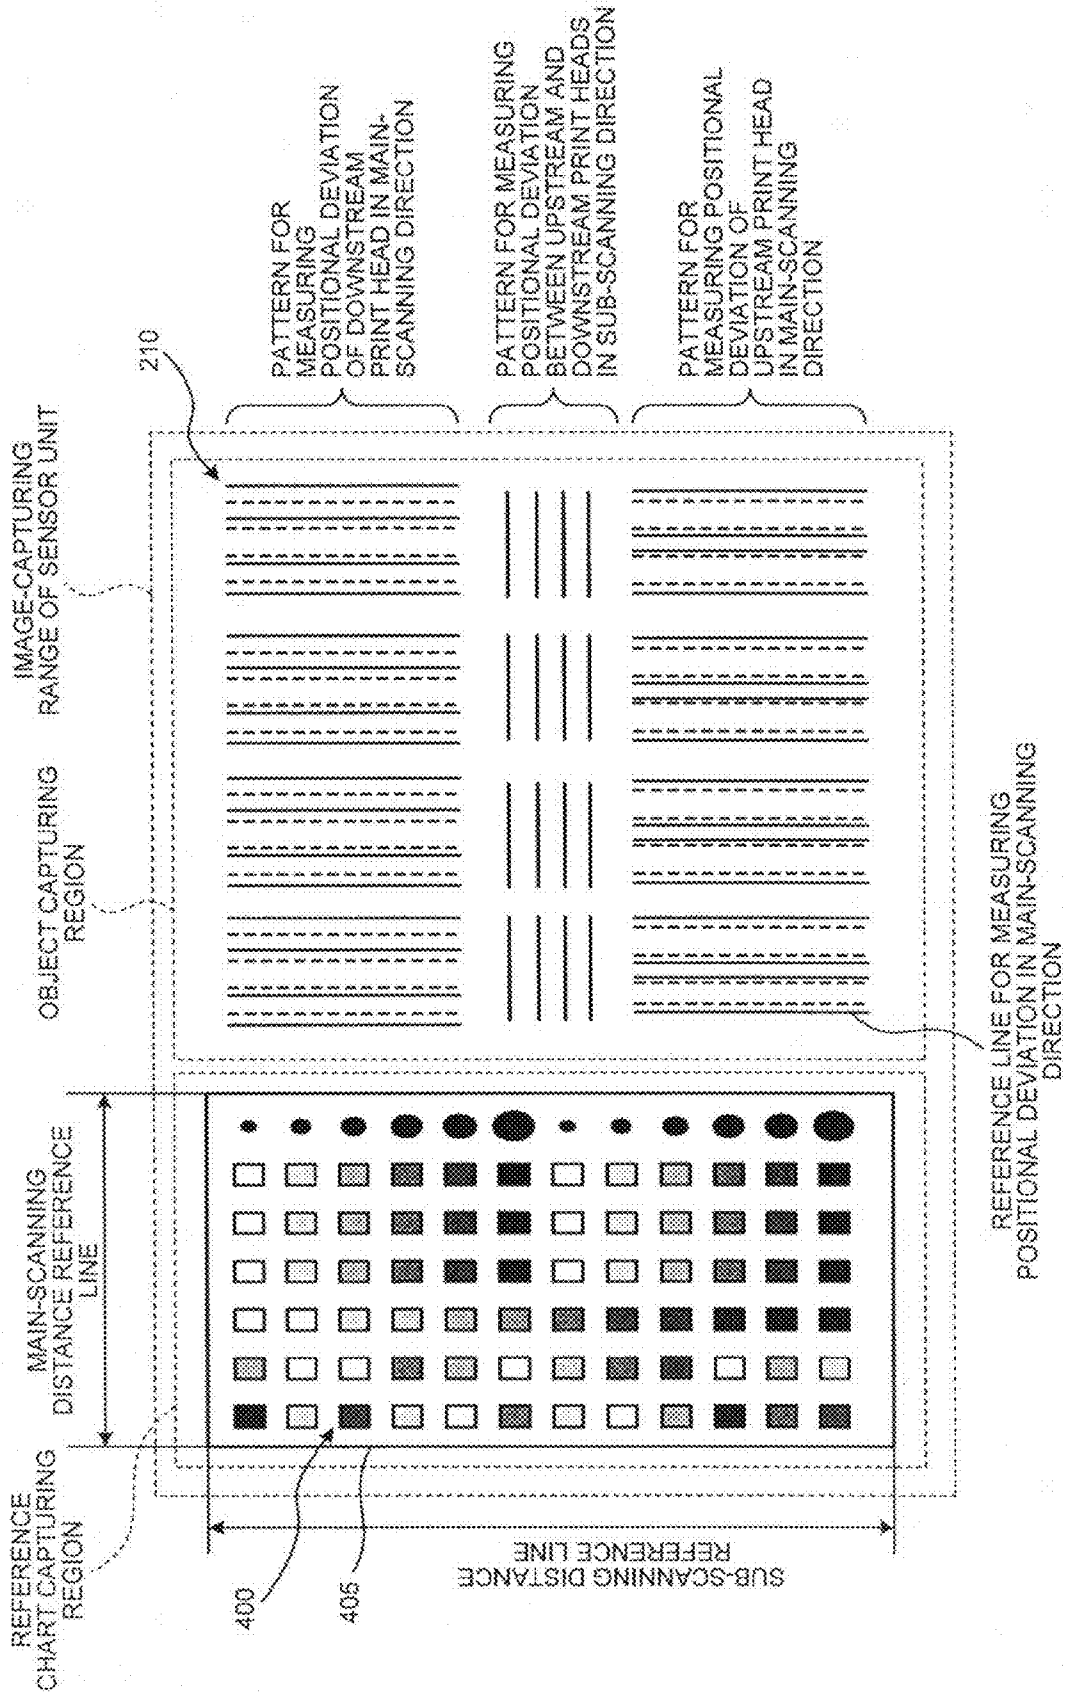 REFERENCE
CHART CAPTURING
REGION
MAIN-SCANNING
DISTANCE REFERENCE
LINE
OBJECT CAPTURING
REGION
IMAGE-CAPTURING
RANGE OF SENSOR UNIT
210
PATTERN FOR
MEASURING
POSITIONAL DEVIATION
OF DOWNSTREAM
PRINT HEAD IN MAIN-
SCANNING DIRECTION
PATTERN FOR MEASURING
POSITIONAL DEVIATION
BETWEEN UPSTREAM AND
DOWNSTREAM PRINT HEADS
IN SUB-SCANNING DIRECTION
PATTERN FOR
MEASURING POSITIONAL
DEVIATION OF
UPSTREAM PRINT HEAD
IN MAIN-SCANNING
DIRECTION
400
405
SUB-SCANNING DISTANCE
REFERENCE LINE
REFERENCE LINE FOR MEASURING
POSITIONAL DEVIATION IN MAIN-SCANNING
DIRECTION